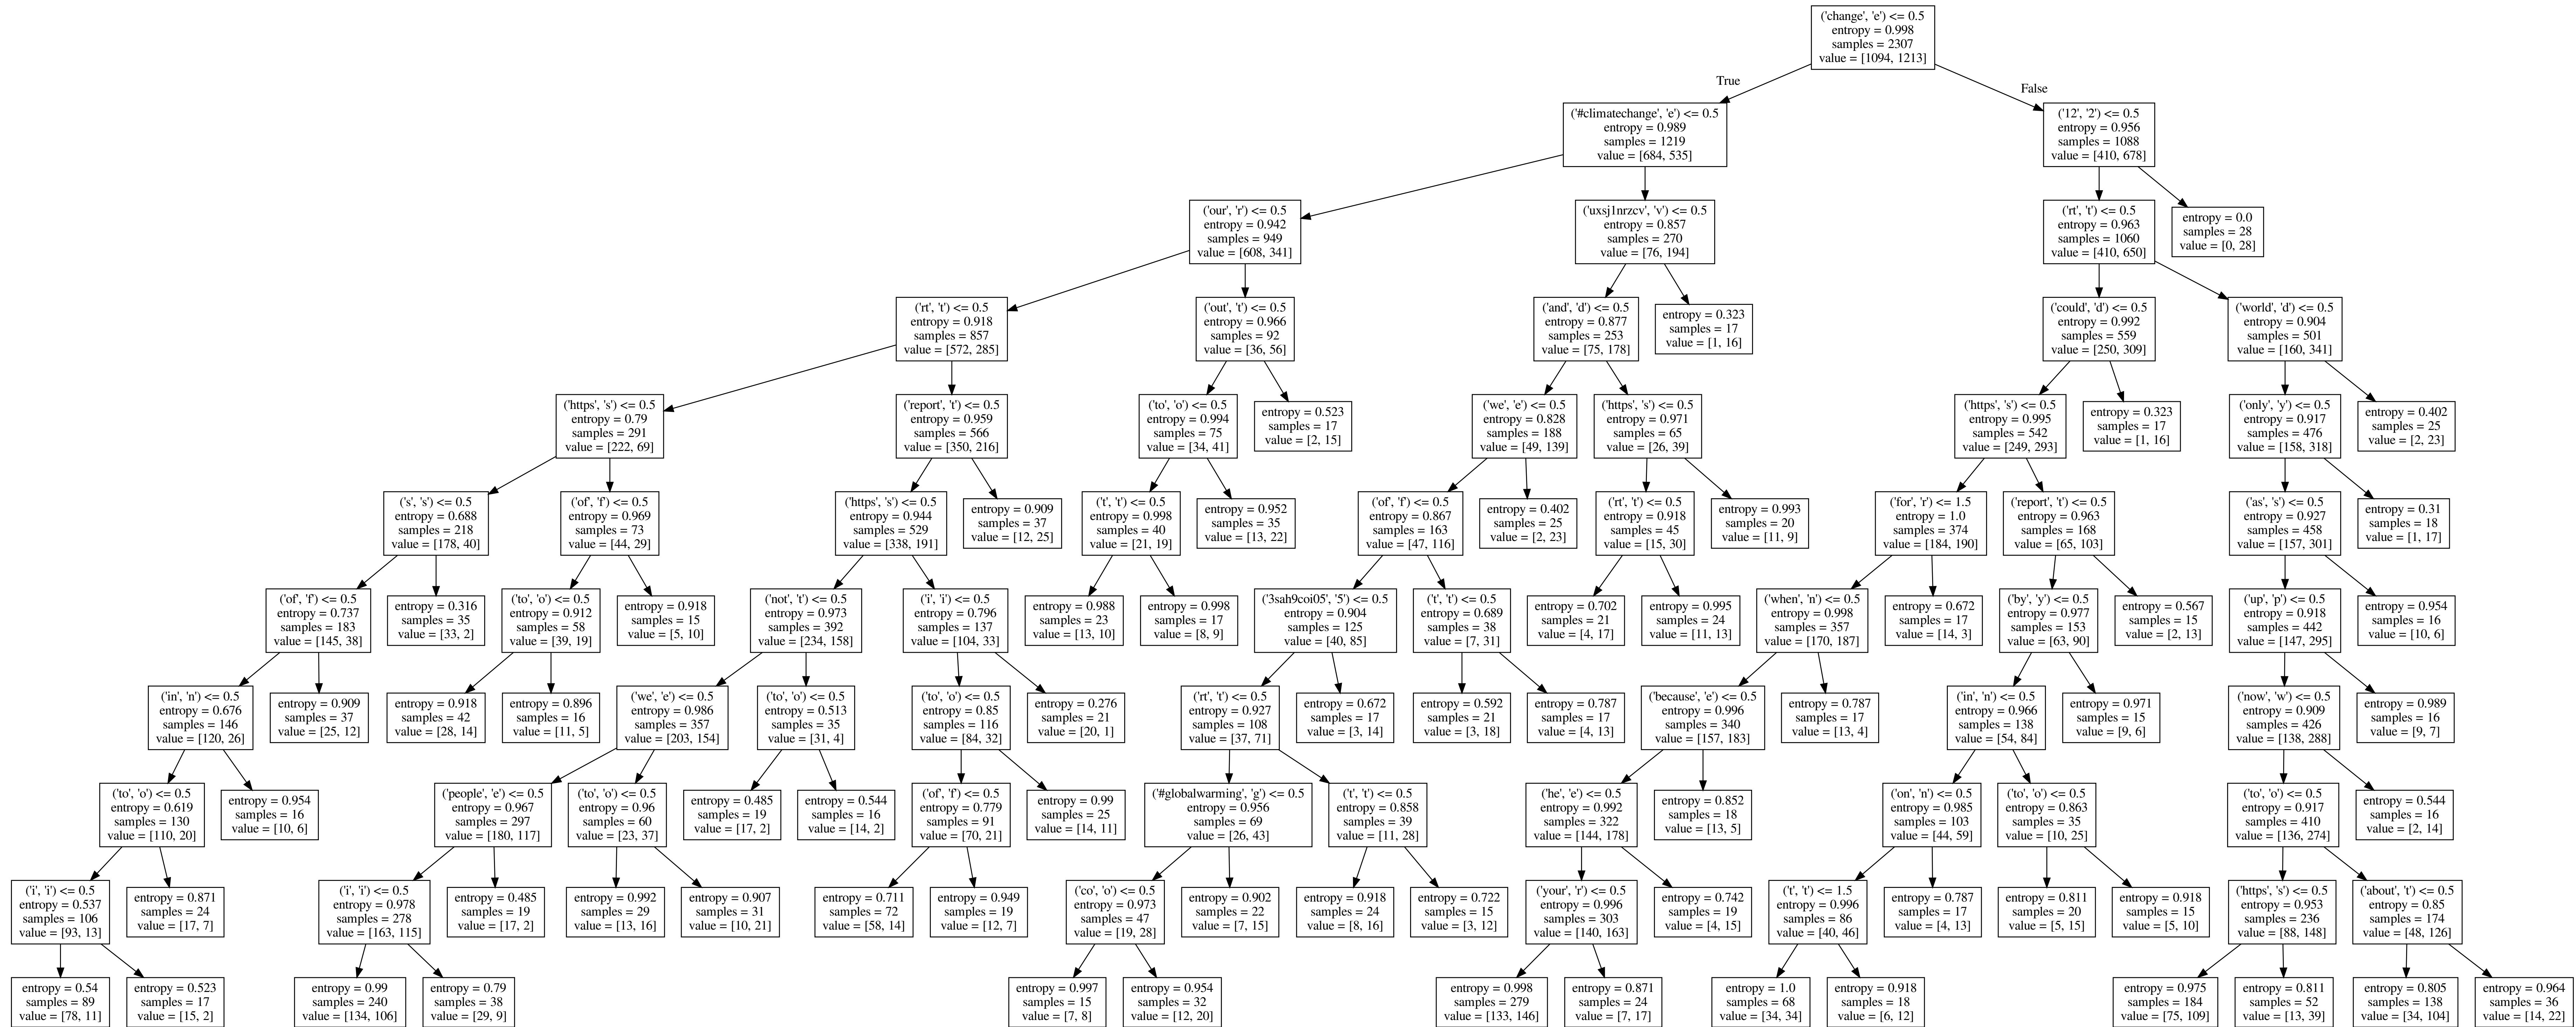 ('change', 'e') <= 0.5
entropy = 0.998
samples = 2307
value = [1094, 1213]
True
False
('#climatechange', 'e') <= 0.5
entropy = 0.989
samples = 1219
value = [684, 535]
('12', '2') <= 0.5
entropy = 0.956
samples = 1088
value = [410, 678]
('our', 'r') <= 0.5
entropy = 0.942
samples = 949
value = [608, 341]
('uxsj1nrzcv', 'v') <= 0.5
entropy = 0.857
samples = 270
value = [76, 194]
('rt', 't') <= 0.5
entropy = 0.963
samples = 1060
value = [410, 650]
entropy = 0.0
samples = 28
value = [0, 28]
('rt', 't') <= 0.5
entropy = 0.918
samples = 857
value = [572, 285]
('out', 't') <= 0.5
entropy = 0.966
samples = 92
value = [36, 56]
('and', 'd') <= 0.5
entropy = 0.877
samples = 253
value = [75, 178]
entropy = 0.323
samples = 17
value = [1, 16]
('could', 'd') <= 0.5
entropy = 0.992
samples = 559
value = [250, 309]
('world', 'd') <= 0.5
entropy = 0.904
samples = 501
value = [160, 341]
('https', 's') <= 0.5
entropy = 0.79
samples = 291
value = [222, 69]
('report', 't') <= 0.5
entropy = 0.959
samples = 566
value = [350, 216]
('to', 'o') <= 0.5
entropy = 0.994
samples = 75
value = [34, 41]
entropy = 0.523
samples = 17
value = [2, 15]
('we', 'e') <= 0.5
entropy = 0.828
samples = 188
value = [49, 139]
('https', 's') <= 0.5
entropy = 0.971
samples = 65
value = [26, 39]
('https', 's') <= 0.5
entropy = 0.995
samples = 542
value = [249, 293]
entropy = 0.323
samples = 17
value = [1, 16]
('only', 'y') <= 0.5
entropy = 0.917
samples = 476
value = [158, 318]
entropy = 0.402
samples = 25
value = [2, 23]
('s', 's') <= 0.5
entropy = 0.688
samples = 218
value = [178, 40]
('of', 'f') <= 0.5
entropy = 0.969
samples = 73
value = [44, 29]
('https', 's') <= 0.5
entropy = 0.944
samples = 529
value = [338, 191]
entropy = 0.909
samples = 37
value = [12, 25]
('t', 't') <= 0.5
entropy = 0.998
samples = 40
value = [21, 19]
entropy = 0.952
samples = 35
value = [13, 22]
('of', 'f') <= 0.5
entropy = 0.867
samples = 163
value = [47, 116]
entropy = 0.402
samples = 25
value = [2, 23]
('rt', 't') <= 0.5
entropy = 0.918
samples = 45
value = [15, 30]
entropy = 0.993
samples = 20
value = [11, 9]
('for', 'r') <= 1.5
entropy = 1.0
samples = 374
value = [184, 190]
('report', 't') <= 0.5
entropy = 0.963
samples = 168
value = [65, 103]
('as', 's') <= 0.5
entropy = 0.927
samples = 458
value = [157, 301]
entropy = 0.31
samples = 18
value = [1, 17]
('of', 'f') <= 0.5
entropy = 0.737
samples = 183
value = [145, 38]
entropy = 0.316
samples = 35
value = [33, 2]
('to', 'o') <= 0.5
entropy = 0.912
samples = 58
value = [39, 19]
entropy = 0.918
samples = 15
value = [5, 10]
('not', 't') <= 0.5
entropy = 0.973
samples = 392
value = [234, 158]
('i', 'i') <= 0.5
entropy = 0.796
samples = 137
value = [104, 33]
entropy = 0.988
samples = 23
value = [13, 10]
entropy = 0.998
samples = 17
value = [8, 9]
('3sah9coi05', '5') <= 0.5
entropy = 0.904
samples = 125
value = [40, 85]
('t', 't') <= 0.5
entropy = 0.689
samples = 38
value = [7, 31]
entropy = 0.702
samples = 21
value = [4, 17]
entropy = 0.995
samples = 24
value = [11, 13]
('when', 'n') <= 0.5
entropy = 0.998
samples = 357
value = [170, 187]
entropy = 0.672
samples = 17
value = [14, 3]
('by', 'y') <= 0.5
entropy = 0.977
samples = 153
value = [63, 90]
entropy = 0.567
samples = 15
value = [2, 13]
('up', 'p') <= 0.5
entropy = 0.918
samples = 442
value = [147, 295]
entropy = 0.954
samples = 16
value = [10, 6]
('in', 'n') <= 0.5
entropy = 0.676
samples = 146
value = [120, 26]
entropy = 0.909
samples = 37
value = [25, 12]
entropy = 0.918
samples = 42
value = [28, 14]
entropy = 0.896
samples = 16
value = [11, 5]
('we', 'e') <= 0.5
entropy = 0.986
samples = 357
value = [203, 154]
('to', 'o') <= 0.5
entropy = 0.513
samples = 35
value = [31, 4]
('to', 'o') <= 0.5
entropy = 0.85
samples = 116
value = [84, 32]
entropy = 0.276
samples = 21
value = [20, 1]
('rt', 't') <= 0.5
entropy = 0.927
samples = 108
value = [37, 71]
entropy = 0.672
samples = 17
value = [3, 14]
entropy = 0.592
samples = 21
value = [3, 18]
entropy = 0.787
samples = 17
value = [4, 13]
('because', 'e') <= 0.5
entropy = 0.996
samples = 340
value = [157, 183]
entropy = 0.787
samples = 17
value = [13, 4]
('in', 'n') <= 0.5
entropy = 0.966
samples = 138
value = [54, 84]
entropy = 0.971
samples = 15
value = [9, 6]
('now', 'w') <= 0.5
entropy = 0.909
samples = 426
value = [138, 288]
entropy = 0.989
samples = 16
value = [9, 7]
('to', 'o') <= 0.5
entropy = 0.619
samples = 130
value = [110, 20]
entropy = 0.954
samples = 16
value = [10, 6]
('people', 'e') <= 0.5
entropy = 0.967
samples = 297
value = [180, 117]
('to', 'o') <= 0.5
entropy = 0.96
samples = 60
value = [23, 37]
entropy = 0.485
samples = 19
value = [17, 2]
entropy = 0.544
samples = 16
value = [14, 2]
('of', 'f') <= 0.5
entropy = 0.779
samples = 91
value = [70, 21]
entropy = 0.99
samples = 25
value = [14, 11]
('#globalwarming', 'g') <= 0.5
entropy = 0.956
samples = 69
value = [26, 43]
('t', 't') <= 0.5
entropy = 0.858
samples = 39
value = [11, 28]
('he', 'e') <= 0.5
entropy = 0.992
samples = 322
value = [144, 178]
entropy = 0.852
samples = 18
value = [13, 5]
('on', 'n') <= 0.5
entropy = 0.985
samples = 103
value = [44, 59]
('to', 'o') <= 0.5
entropy = 0.863
samples = 35
value = [10, 25]
('to', 'o') <= 0.5
entropy = 0.917
samples = 410
value = [136, 274]
entropy = 0.544
samples = 16
value = [2, 14]
('i', 'i') <= 0.5
entropy = 0.537
samples = 106
value = [93, 13]
entropy = 0.871
samples = 24
value = [17, 7]
('i', 'i') <= 0.5
entropy = 0.978
samples = 278
value = [163, 115]
entropy = 0.485
samples = 19
value = [17, 2]
entropy = 0.992
samples = 29
value = [13, 16]
entropy = 0.907
samples = 31
value = [10, 21]
entropy = 0.711
samples = 72
value = [58, 14]
entropy = 0.949
samples = 19
value = [12, 7]
('co', 'o') <= 0.5
entropy = 0.973
samples = 47
value = [19, 28]
entropy = 0.902
samples = 22
value = [7, 15]
entropy = 0.918
samples = 24
value = [8, 16]
entropy = 0.722
samples = 15
value = [3, 12]
('your', 'r') <= 0.5
entropy = 0.996
samples = 303
value = [140, 163]
entropy = 0.742
samples = 19
value = [4, 15]
('t', 't') <= 1.5
entropy = 0.996
samples = 86
value = [40, 46]
entropy = 0.787
samples = 17
value = [4, 13]
entropy = 0.811
samples = 20
value = [5, 15]
entropy = 0.918
samples = 15
value = [5, 10]
('https', 's') <= 0.5
entropy = 0.953
samples = 236
value = [88, 148]
('about', 't') <= 0.5
entropy = 0.85
samples = 174
value = [48, 126]
entropy = 0.54
samples = 89
value = [78, 11]
entropy = 0.523
samples = 17
value = [15, 2]
entropy = 0.99
samples = 240
value = [134, 106]
entropy = 0.79
samples = 38
value = [29, 9]
entropy = 0.997
samples = 15
value = [7, 8]
entropy = 0.954
samples = 32
value = [12, 20]
entropy = 0.998
samples = 279
value = [133, 146]
entropy = 0.871
samples = 24
value = [7, 17]
entropy = 1.0
samples = 68
value = [34, 34]
entropy = 0.918
samples = 18
value = [6, 12]
entropy = 0.975
samples = 184
value = [75, 109]
entropy = 0.811
samples = 52
value = [13, 39]
entropy = 0.805
samples = 138
value = [34, 104]
entropy = 0.964
samples = 36
value = [14, 22]